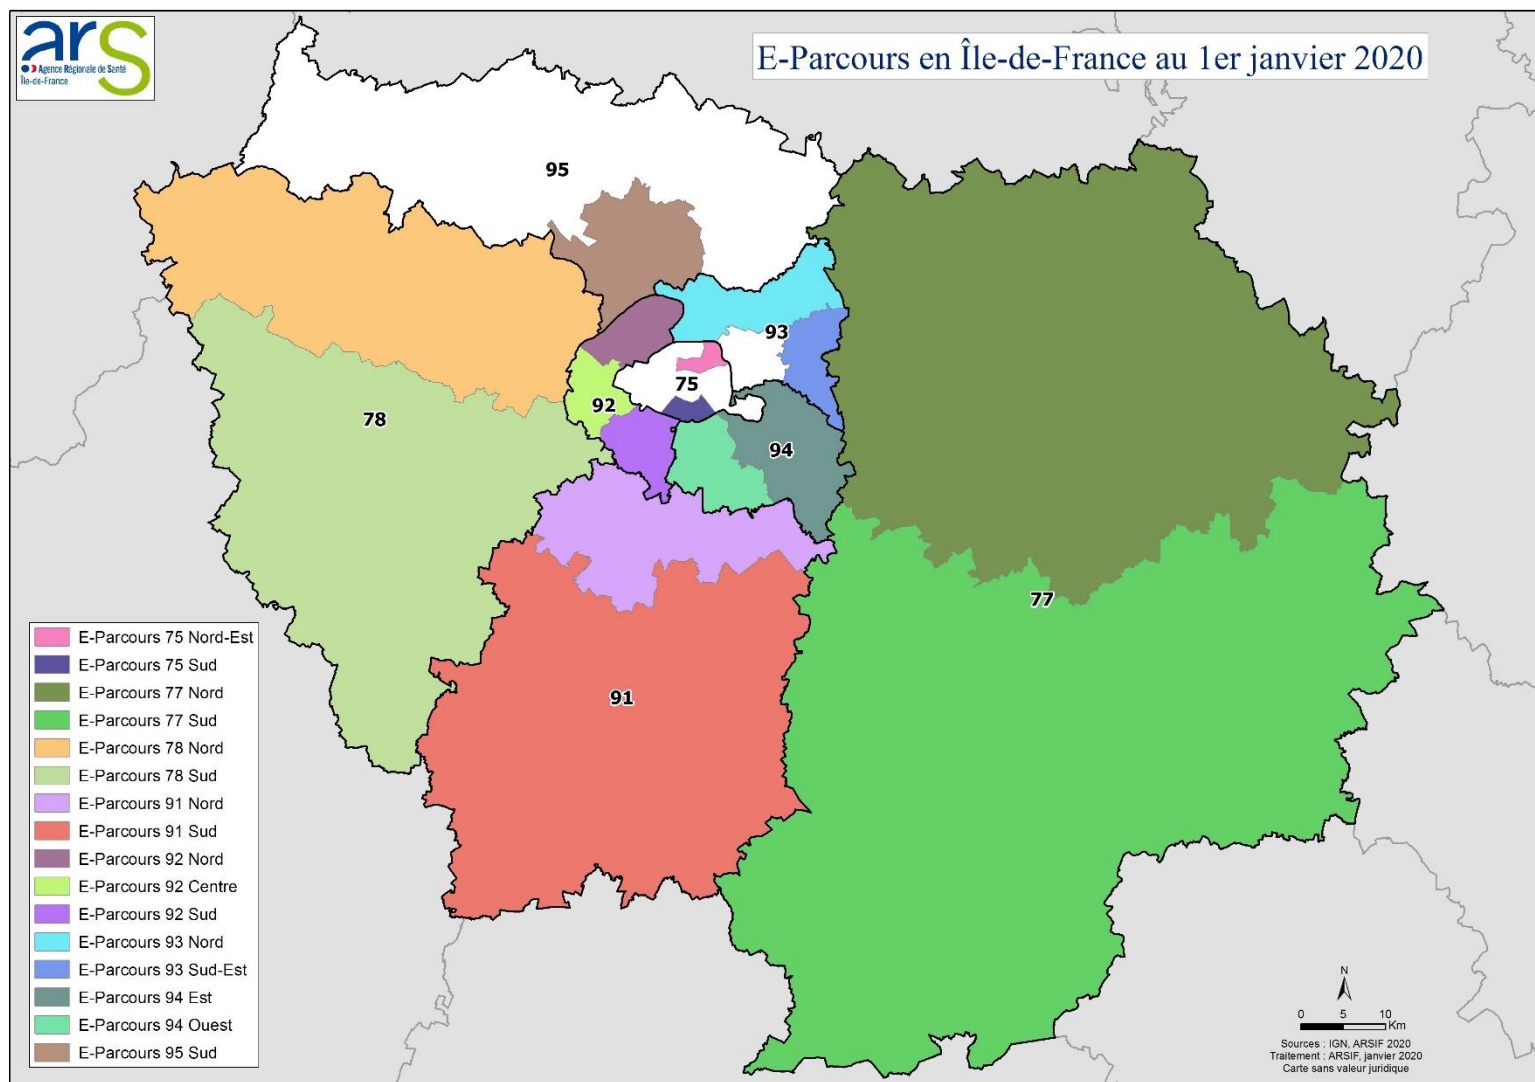 ars
Agence Régionale de Santé
Île-de-France
E-Parcours en Île-de-France au 1er janvier 2020
95
93
75
92
78
94
77
91
E-Parcours 75 Nord-Est
E-Parcours 75 Sud
E-Parcours 77 Nord
E-Parcours 77 Sud
E-Parcours 78 Nord
E-Parcours 78 Sud
E-Parcours 91 Nord
E-Parcours 91 Sud
E-Parcours 92 Nord
E-Parcours 92 Centre
E-Parcours 92 Sud
E-Parcours 93 Nord
E-Parcours 93 Sud-Est
E-Parcours 94 Est
E-Parcours 94 Ouest
E-Parcours 95 Sud
N
0 5 10
Km
Sources : IGN, ARSIF 2020
Traitement : ARSIF, janvier 2020
Carte sans valeur juridique